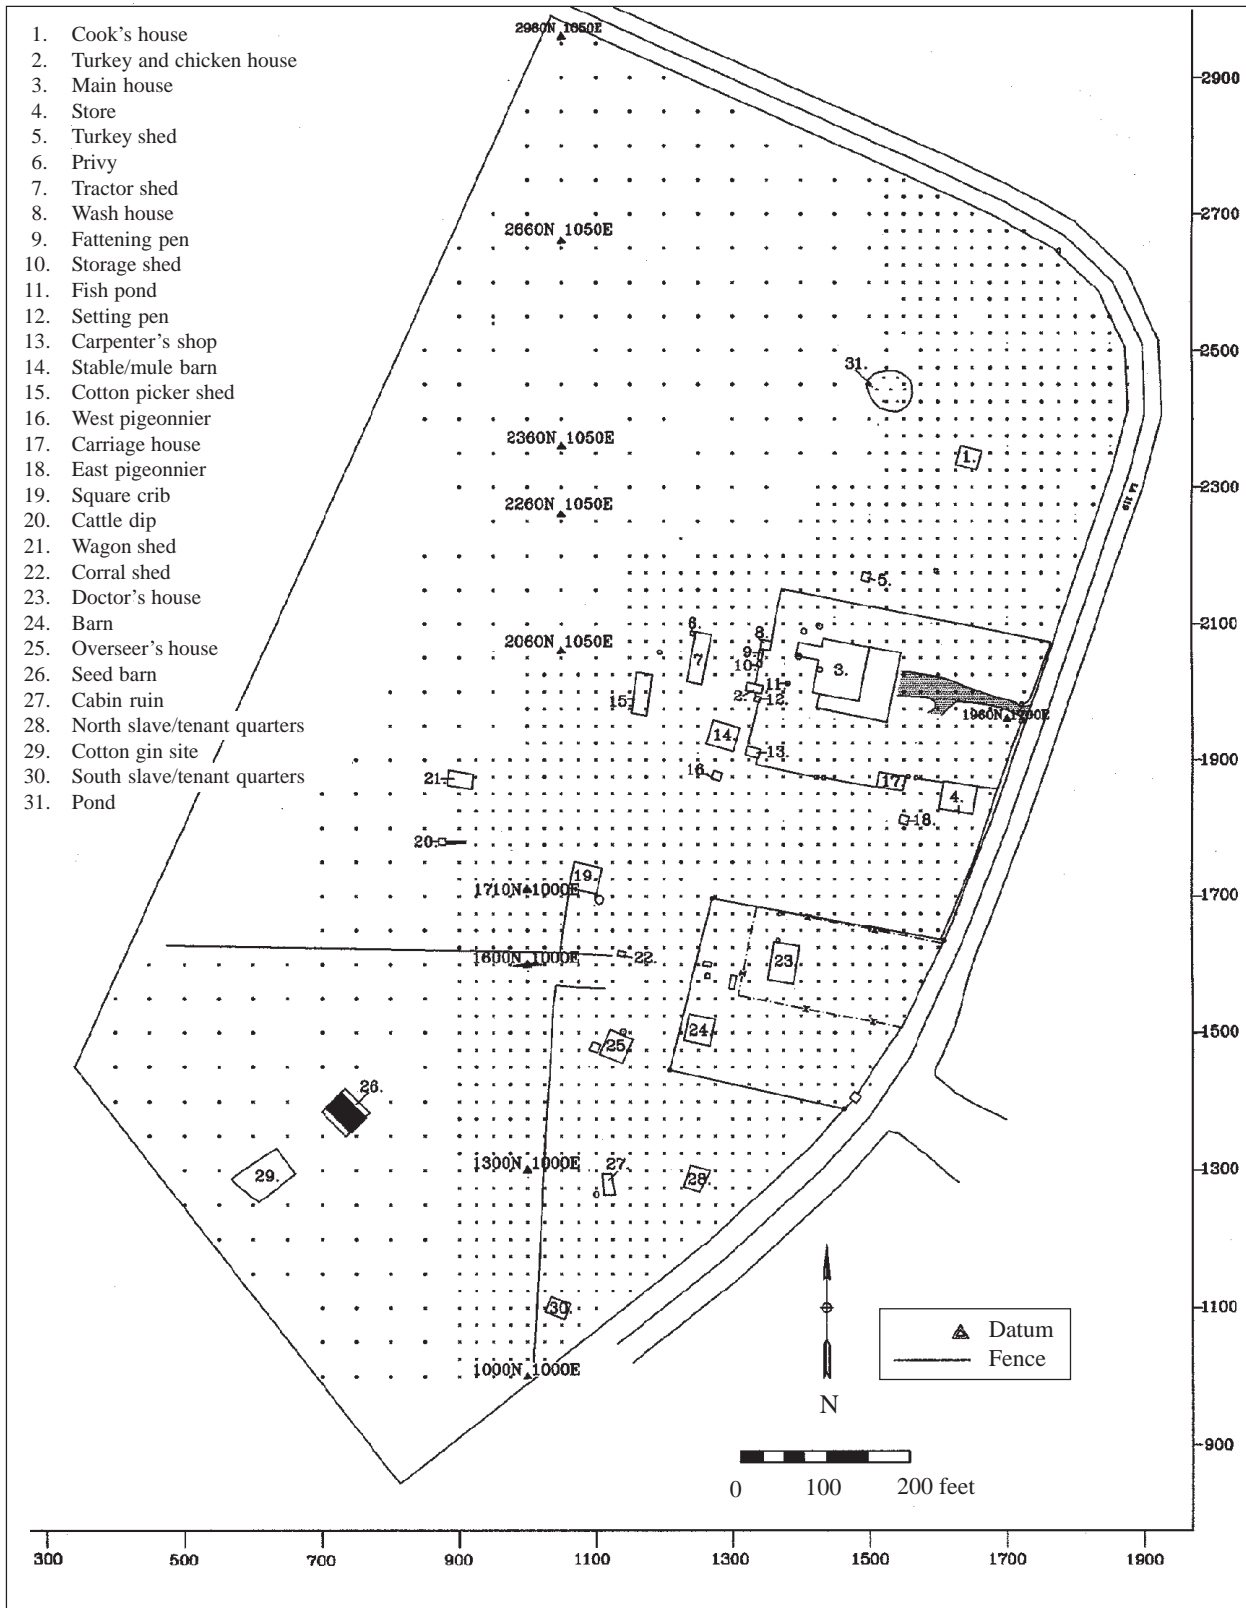 1. Cook's house
2. Turkey and chicken house
3. Main house
4. Store
5. Turkey shed
6. Privy
7. Tractor shed
8. Wash house
9. Fattening pen
10. Storage shed
11. Fish pond
12. Setting pen
13. Carpenter's shop
14. Stable/mule barn
15. Cotton picker shed
16. West pigeonnier
17. Carriage house
18. East pigeonnier
19. Square crib
20. Cattle dip
21. Wagon shed
22. Corral shed
23. Doctor's house
24. Barn
25. Overseer's house
26. Seed barn
27. Cabin ruin
28. North slave/tenant quarters
29. Cotton gin site
30. South slave/tenant quarters
31. Pond
2960N 1050E
2900
2660N 1050E
2700
2500
31.
2360N 1050E
1.
2260N 1050E
2300
LA 119
5.
6.
8.
2100
2060N 1050E
7
9.
10.
3.
11.
2.
12.
15.
1960N 1700E
1900
14.
13.
16.
21.
17.
4.
18.
20.
19.
1710N 1000E
1700
1600N 1000E
22.
23.
1500
24.
25.
26.
1300N 1000E
27.
28.
29.
1300
30.
1100
1000N 1000E
Datum
Fence
N
900
0 100 200 feet
300 500 700 900 1100 1300 1500 1700 1900